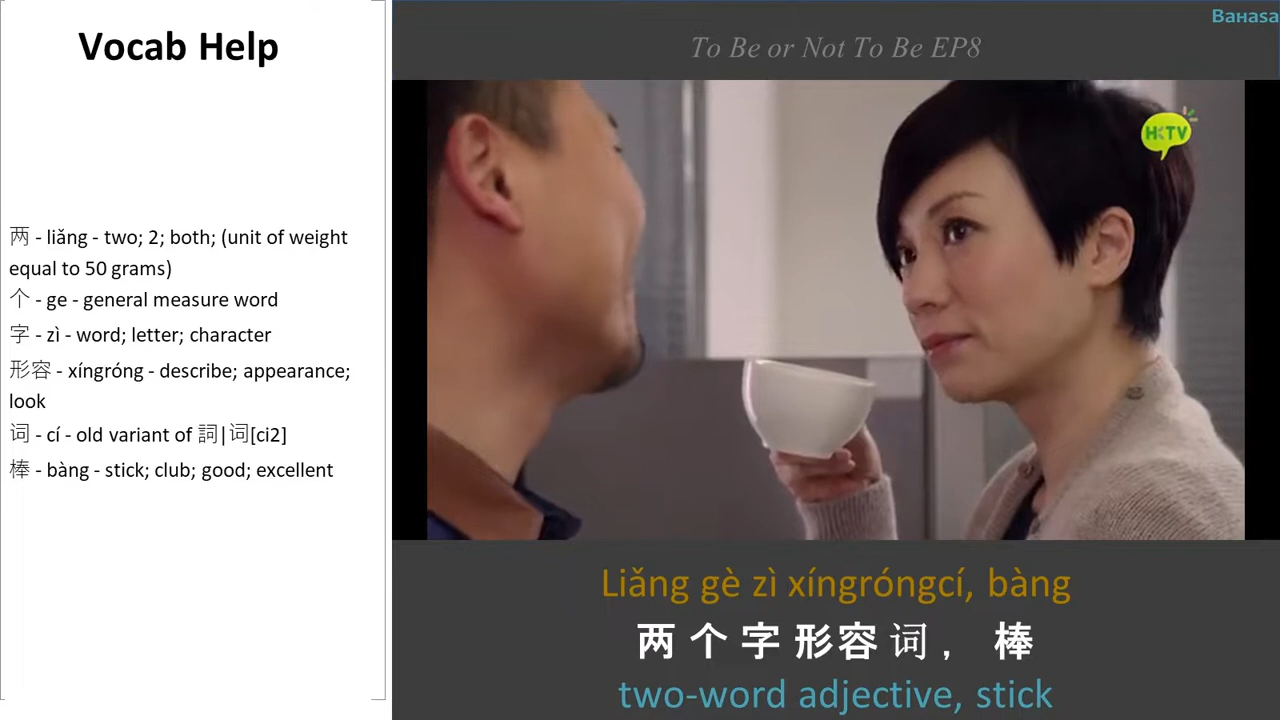 Vocab Help
两 - liǎng - two; 2; both; (unit of weight
equal to 50 grams)
个 - ge - general measure word
字 - zì - word; letter; character
形容 - xíngróng - describe; appearance;
look
词 - cí - old variant of 詞|词[ci2]
棒 - bàng - stick; club; good; excellent
Bahasa
To Be or Not To Be EP8
HKTV
Liǎng gè zì xíngróngcí, bàng
两个字形容词，棒
two-word adjective, stick